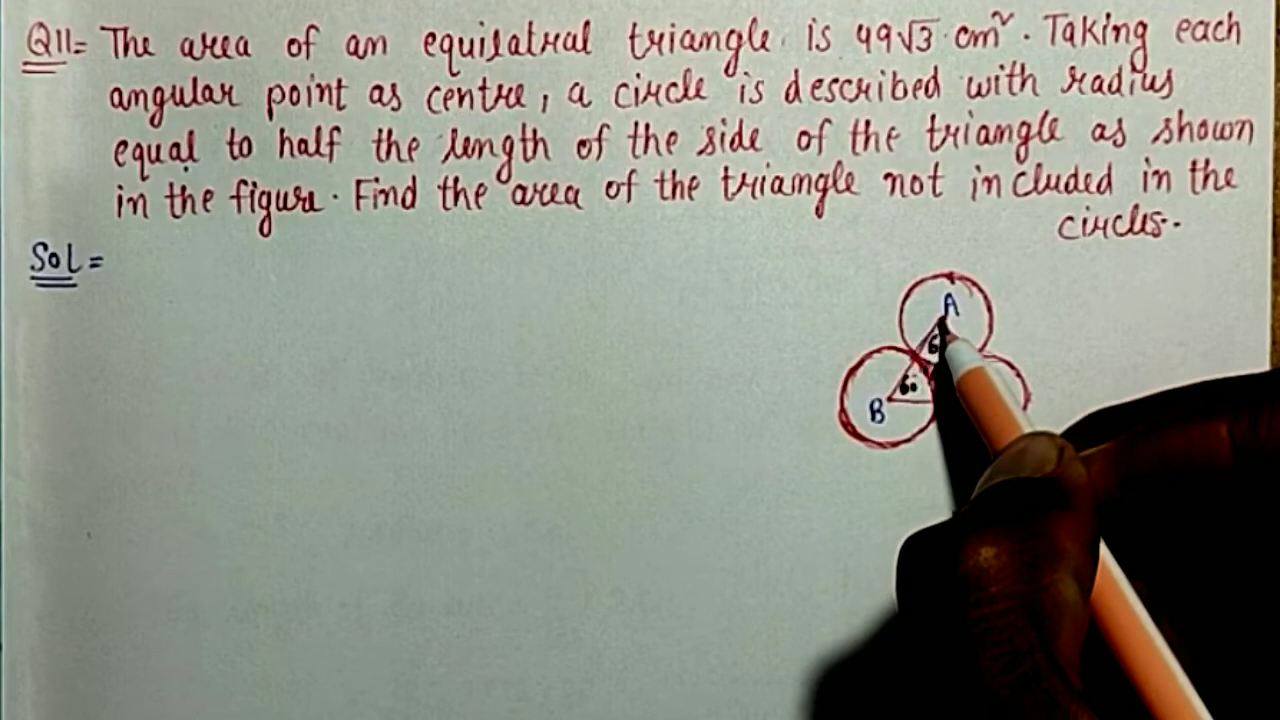 Q11= The area of an equilatral triangle is 49√3 cm². Taking each
angular point as centre, a circle is described with radius
equal to half the length of the side of the triangle as shown
in the figure. Find the area of the triangle not included in the
circles.
Sol=
A
6
60
B